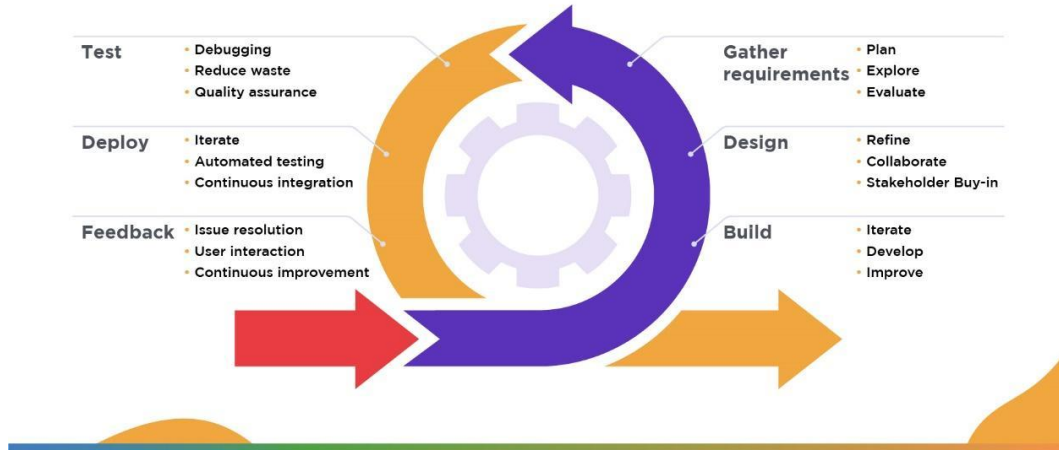 Test
• Debugging
• Reduce waste
• Quality assurance
Deploy
• Iterate
• Automated testing
• Continuous integration
Feedback
• Issue resolution
• User interaction
• Continuous improvement
Gather
requirements
• Plan
• Explore
• Evaluate
Design
• Refine
• Collaborate
• Stakeholder Buy-in
Build
• Iterate
• Develop
• Improve